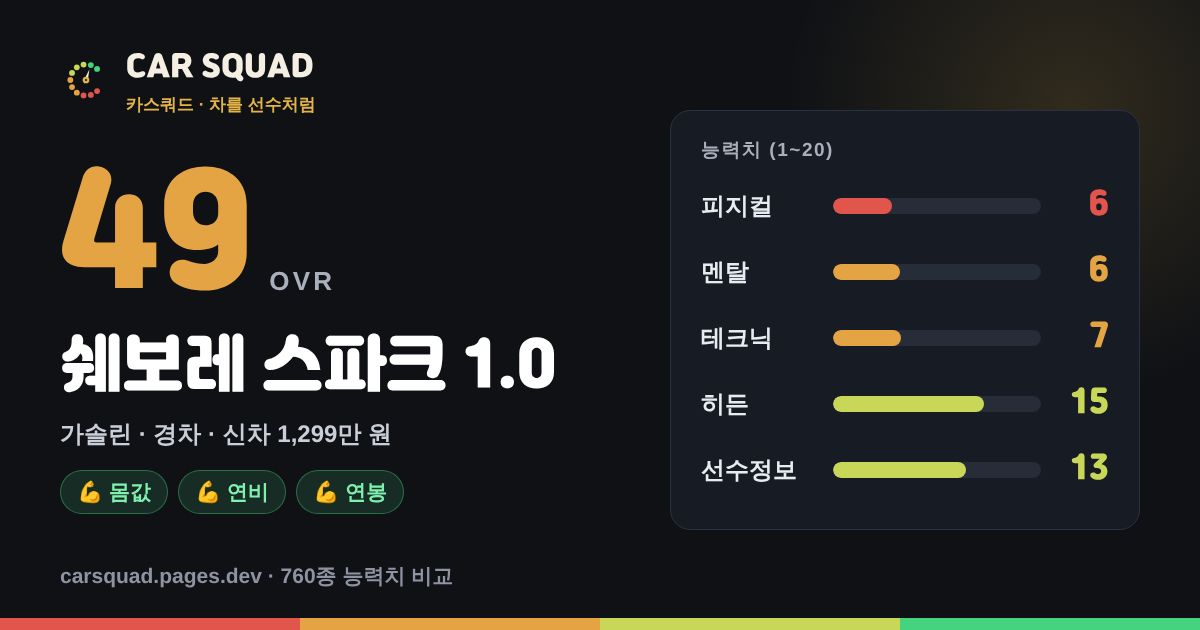 CAR SQUAD
카스쿼드 · 차를 선수처럼
49 OVR
쉐보레 스파크 1.0
가솔린 · 경차 · 신차 1,299만 원
💪 몸값 💪 연비 💪 연봉
carsquad.pages.dev · 760종 능력치 비교
능력치 (1~20)
피지컬 6
멘탈 6
테크닉 7
히든 15
선수정보 13